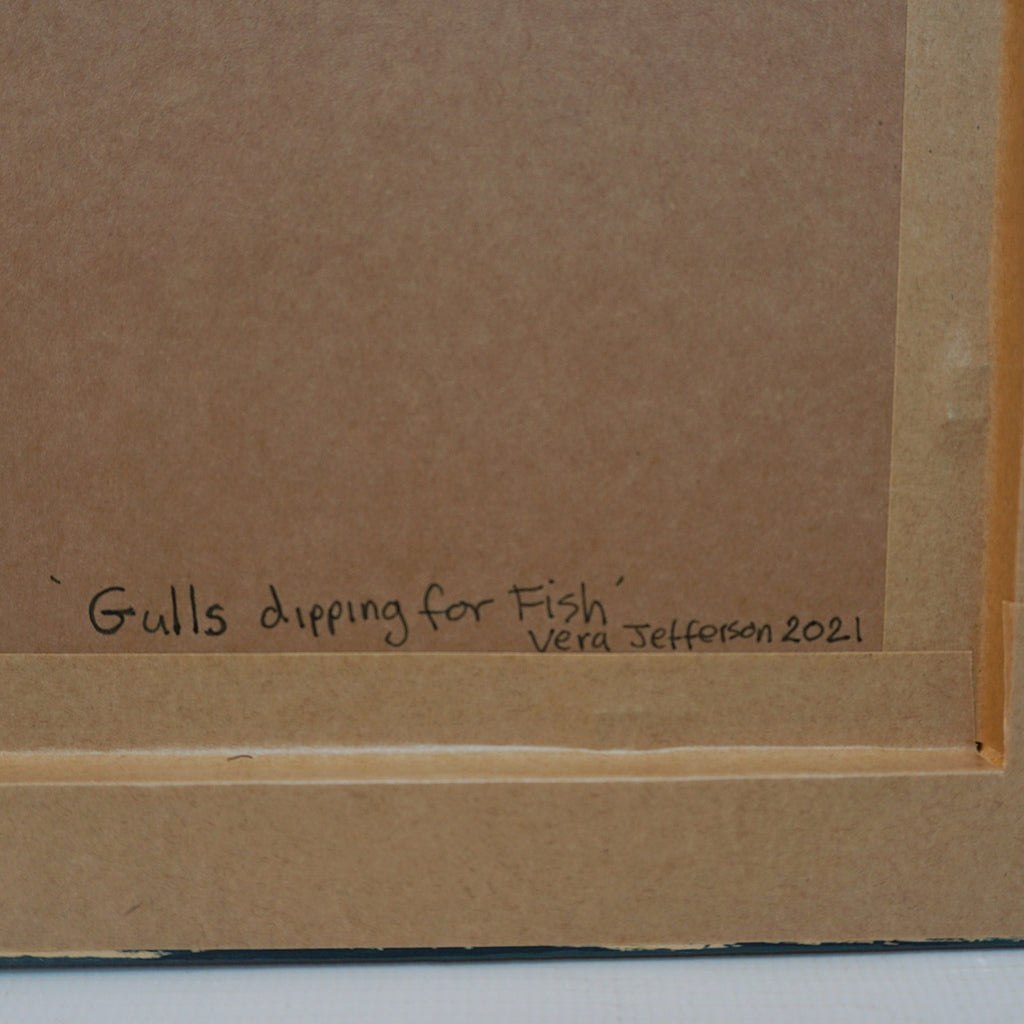 'Gulls dipping for Fish'
Vera Jefferson 2021